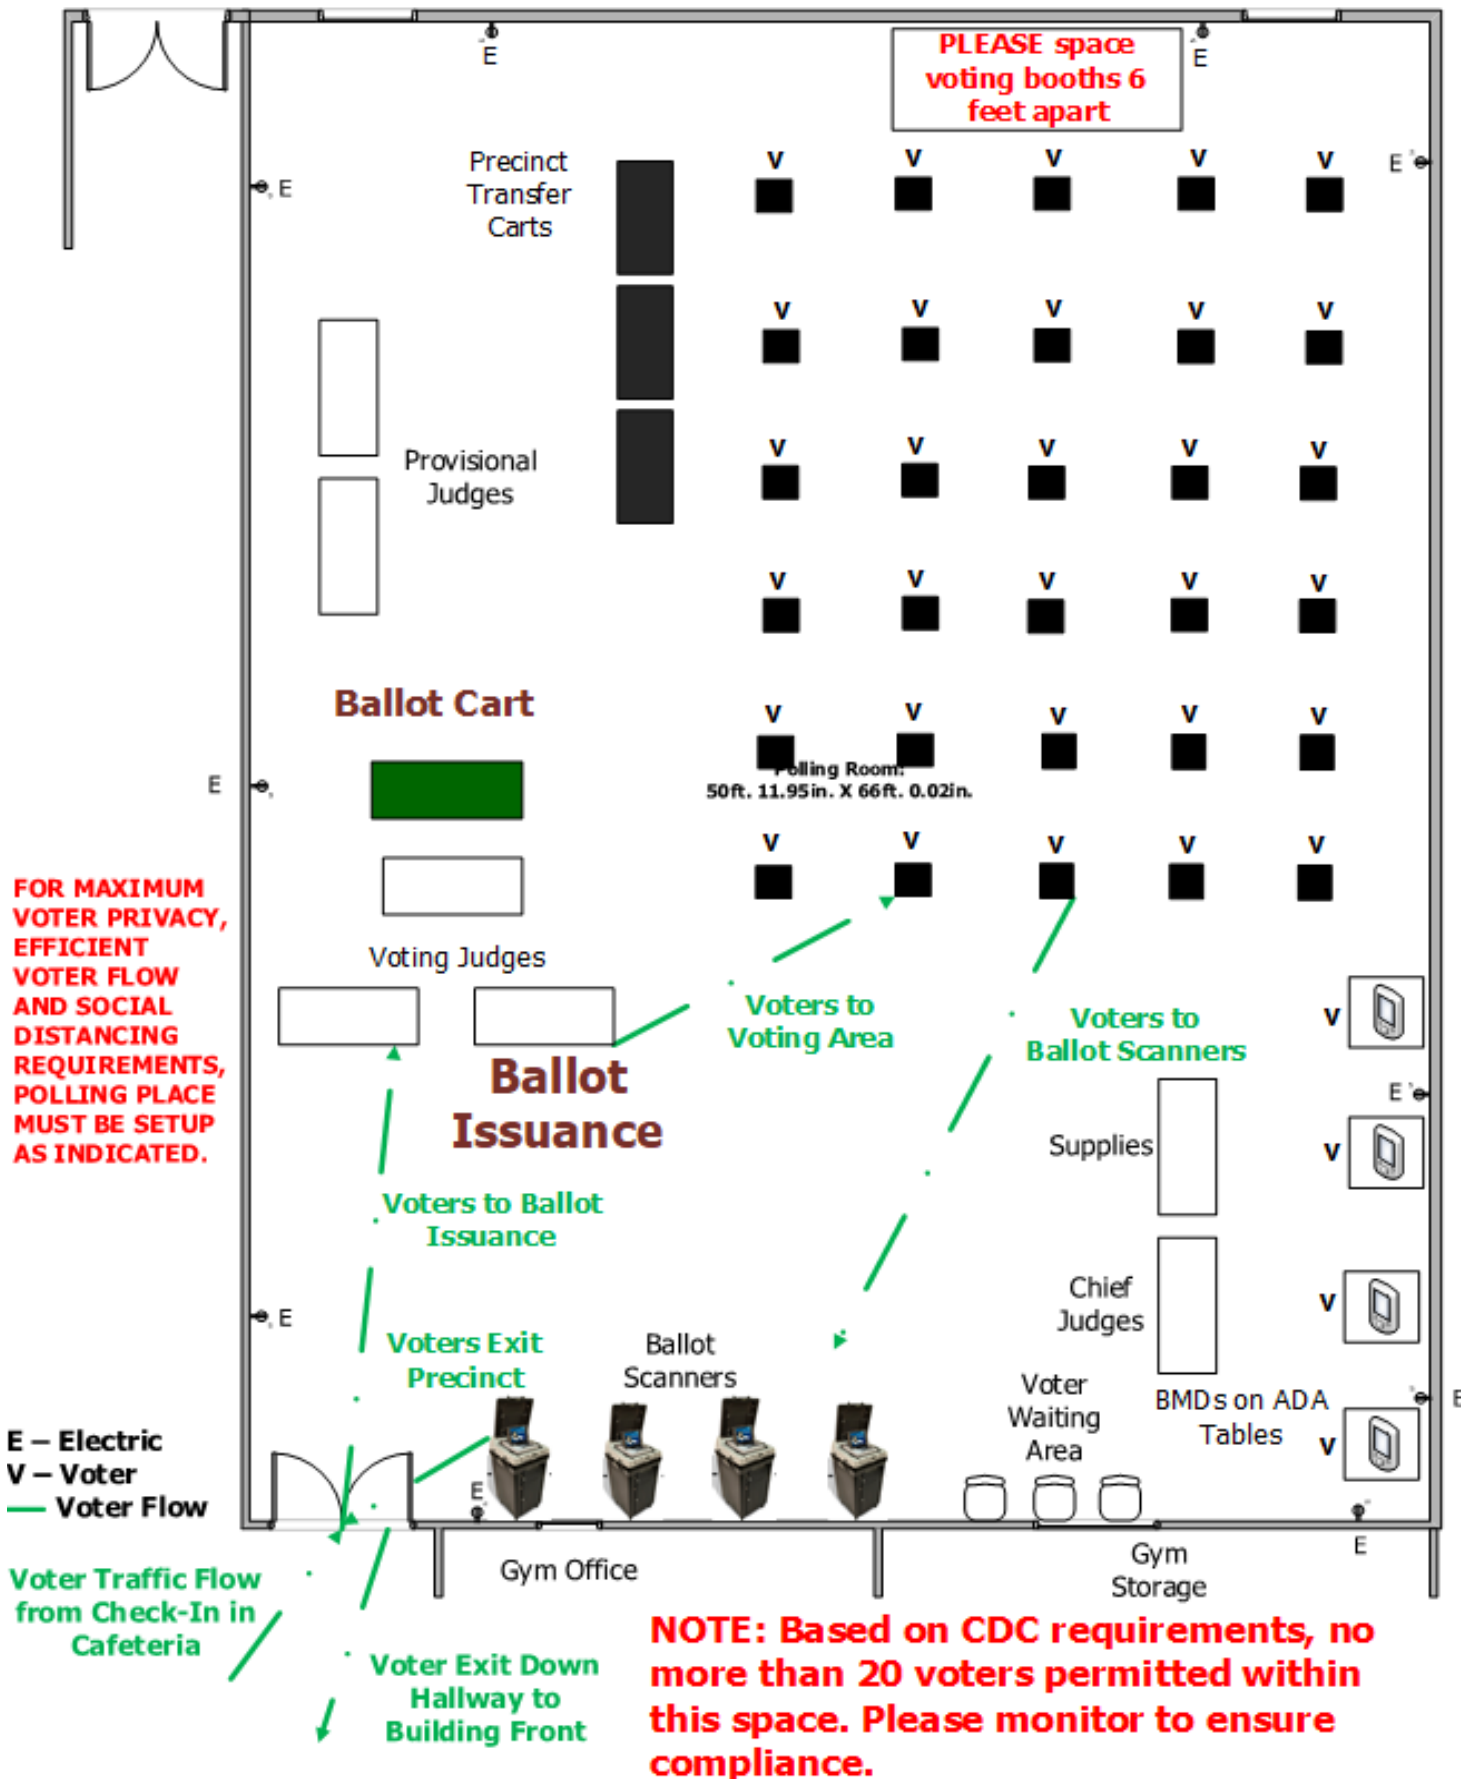 E
E
PLEASE space
voting booths 6
feet apart
Precinct
Transfer
Carts
V V V V V
E
E
V V V V V
Provisional
Judges
V V V V V
V V V V V
Ballot Cart
V V V V V
Polling Room:
50ft. 11.95in. X 66ft. 0.02in.
E
V V V V V
FOR MAXIMUM
VOTER PRIVACY,
EFFICIENT
VOTER FLOW
AND SOCIAL
DISTANCING
REQUIREMENTS,
POLLING PLACE
MUST BE SETUP
AS INDICATED.
Voting Judges
Ballot
Issuance
Voters to
Voting Area
Voters to
Ballot Scanners
V
E
V
Supplies
Voters to Ballot
Issuance
Chief
Judges
V
E
Voters Exit
Precinct
Ballot
Scanners
Voter
Waiting
Area
BMDs on ADA
Tables
V
E
E – Electric
V – Voter
Voter Flow
E
E
Gym Office
Gym
Storage
Voter Traffic Flow
from Check-In in
Cafeteria
Voter Exit Down
Hallway to
Building Front
NOTE: Based on CDC requirements, no
more than 20 voters permitted within
this space. Please monitor to ensure
compliance.